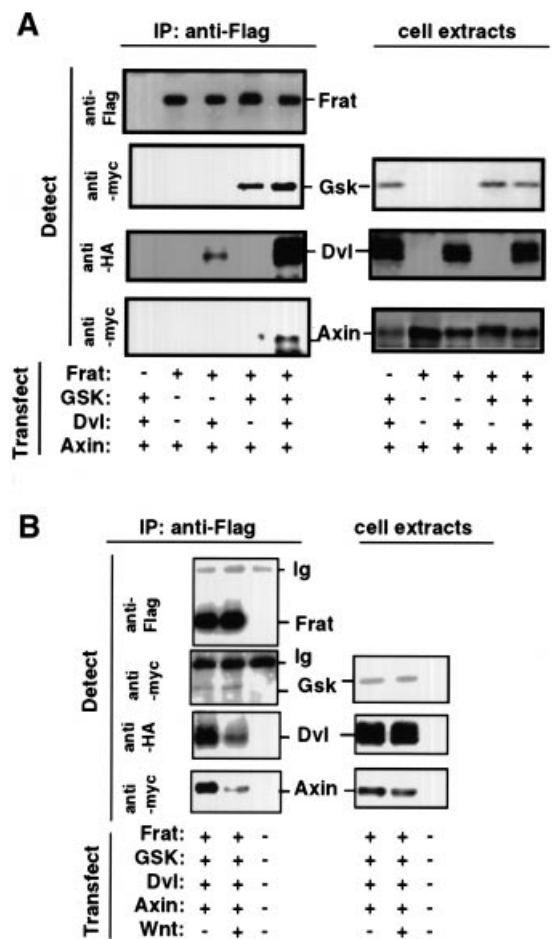 A
IP: anti-Flag cell extracts
Detect
anti-Flag
Frat
anti-myc
Gsk
anti-HA
Dvl
anti-myc
Axin
Transfect
Frat: - + + + + - + + + +
GSK: + - - + + + - - + +
Dvl: + - + - + + - + - +
Axin: + + + + + + + + + +
B
IP: anti-Flag cell extracts
Detect
anti-Flag
Ig
Frat
anti-myc
Ig
Gsk
anti-HA
Dvl
anti-myc
Axin
Transfect
Frat: + + - + + -
GSK: + + - + + -
Dvl: + + - + + -
Axin: + + - + + -
Wnt: - + - - + -